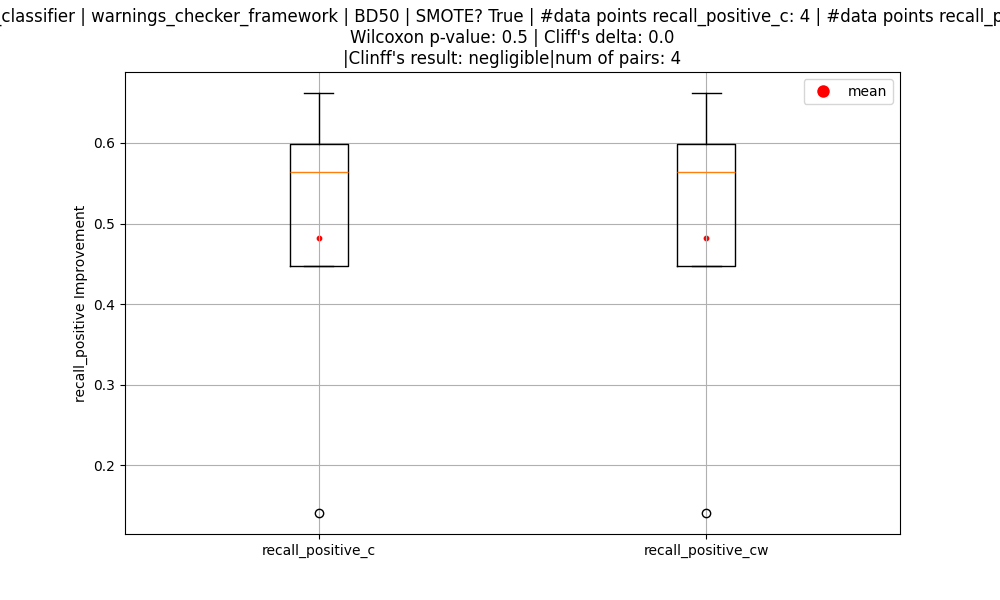 _classifier | warnings_checker_framework | BD50 | SMOTE? True | #data points recall_positive_c: 4 | #data points recall_p
Wilcoxon p-value: 0.5 | Cliff's delta: 0.0
|Clinff's result: negligible|num of pairs: 4
mean
0.6
0.5
0.4
0.3
0.2
recall_positive Improvement
recall_positive_c
recall_positive_cw